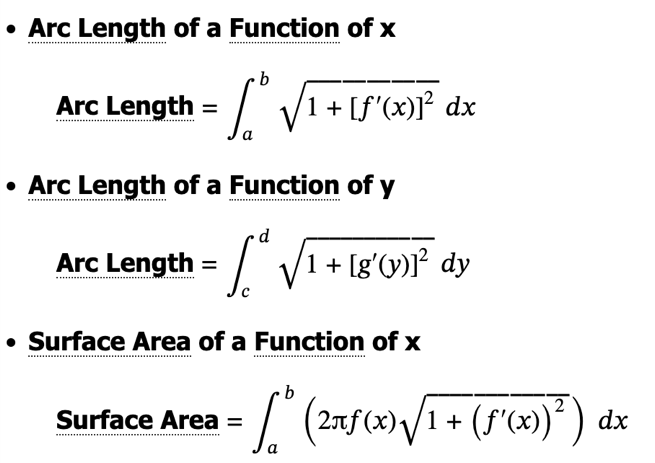 • Arc Length of a Function of x
Arc Length = ∫_a^b √(1 + [f′(x)]²) dx
• Arc Length of a Function of y
Arc Length = ∫_c^d √(1 + [g′(y)]²) dy
• Surface Area of a Function of x
Surface Area = ∫_a^b (2πf(x)√(1 + (f′(x))²)) dx